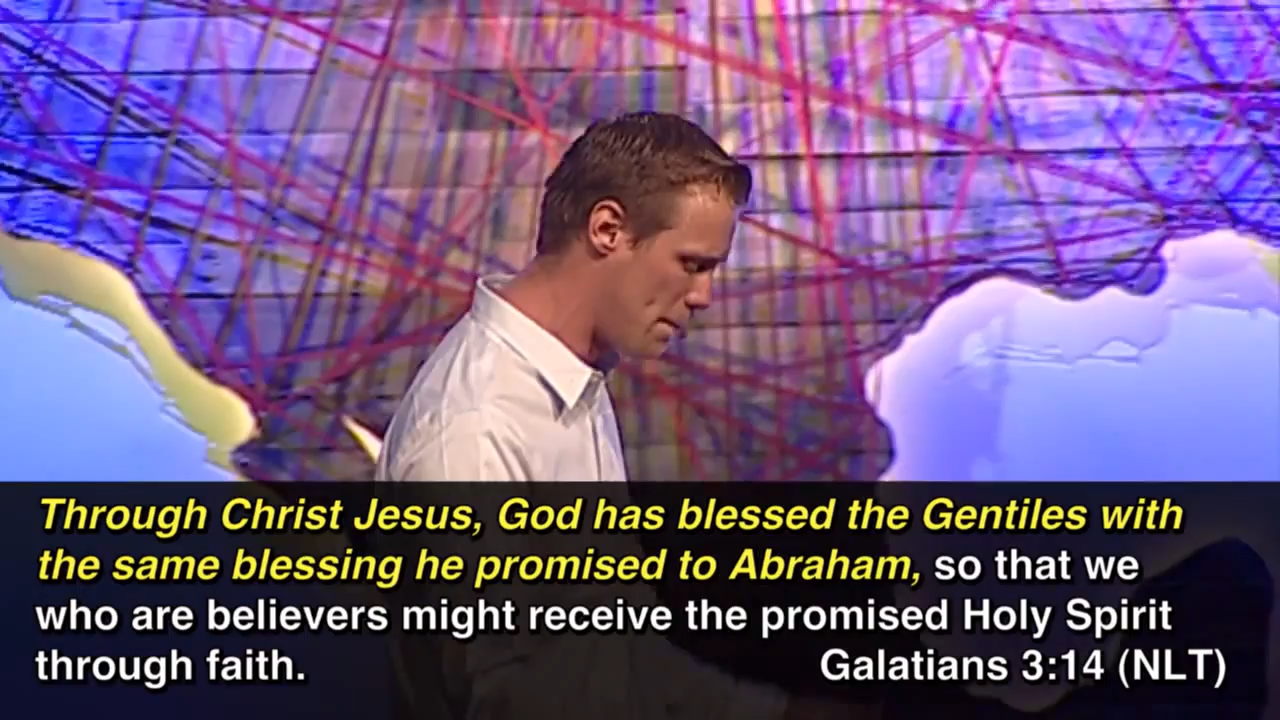 Through Christ Jesus, God has blessed the Gentiles with
the same blessing he promised to Abraham, so that we
who are believers might receive the promised Holy Spirit
through faith. Galatians 3:14 (NLT)